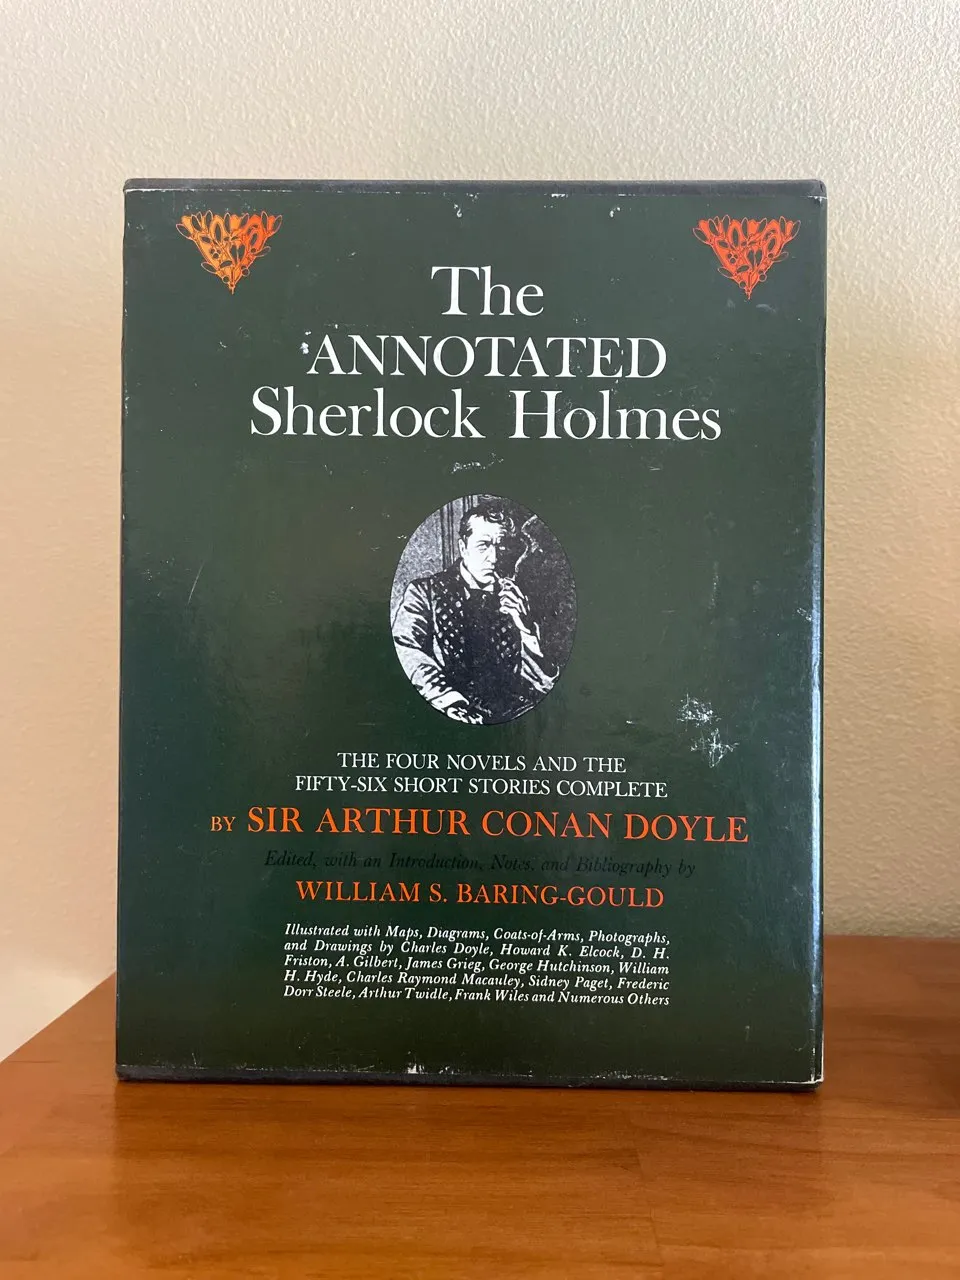 The
ANNOTATED
Sherlock Holmes
THE FOUR NOVELS AND THE
FIFTY-SIX SHORT STORIES COMPLETE
BY SIR ARTHUR CONAN DOYLE
Edited, with an Introduction, Notes, and Bibliography by
WILLIAM S. BARING-GOULD
Illustrated with Maps, Diagrams, Coats-of-Arms, Photographs,
and Drawings by Charles Doyle, Howard K. Elcock, D. H.
Friston, A. Gilbert, James Grieg, George Hutchinson, William
H. Hyde, Charles Raymond Macauley, Sidney Paget, Frederic
Dorr Steele, Arthur Twidle, Frank Wiles and Numerous Others